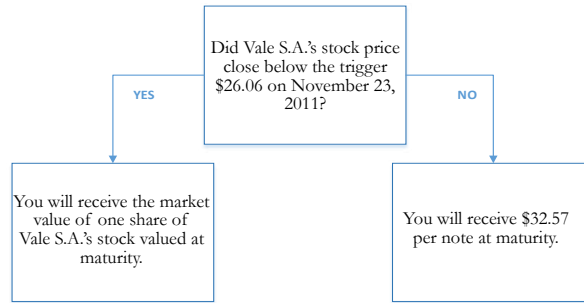 Did Vale S.A.'s stock price
close below the trigger
$26.06 on November 23,
2011?
YES
NO
You will receive the market
value of one share of
Vale S.A.'s stock valued at
maturity.
You will receive $32.57
per note at maturity.